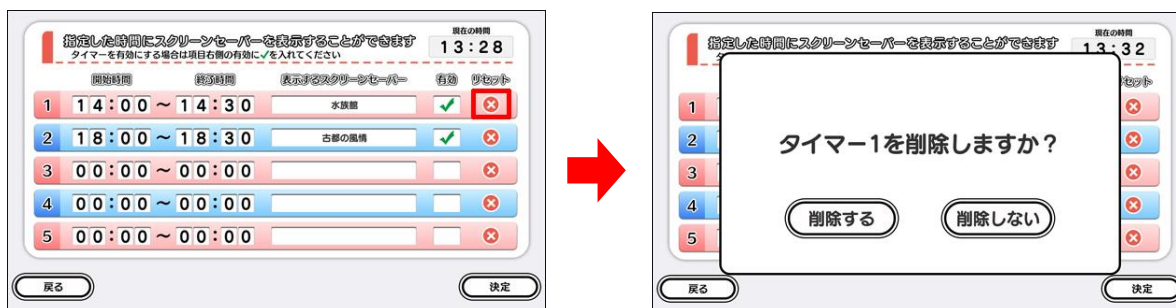 指定した時間にスクリーンセーバーを表示することができます
タイマーを有効にする場合は項目右側の有効に✓を入れてください
現在の時間
13:28
開始時間 終了時間 表示するスクリーンセーバー 有効 リセット
1 14:00 ~ 14:30 水族館
2 18:00 ~ 18:30 古都の風情
3 00:00 ~ 00:00
4 00:00 ~ 00:00
5 00:00 ~ 00:00
戻る 決定
指定した時間にスクリーンセーバーを表示することができます
現在の時間
13:32
1
2
3
4
5
タイマー1を削除しますか?
削除する 削除しない
戻る 決定